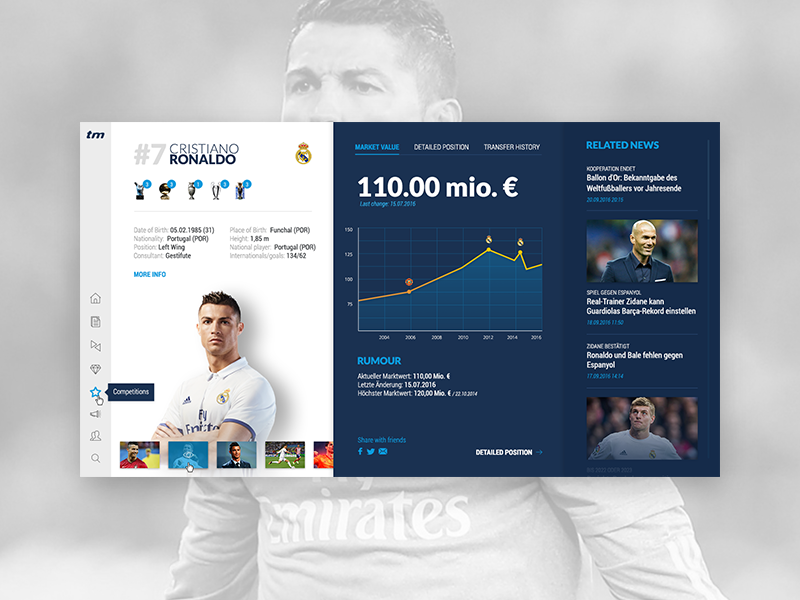 tm
#7 CRISTIANO
RONALDO
3
3
1
3
3
Date of Birth: 05.02.1985 (31)
Nationality: Portugal (POR)
Position: Left Wing
Consultant: Gestifute
Place of Birth: Funchal (POR)
Height: 1,85 m
National player: Portugal (POR)
Internationals/goals: 134/62
MORE INFO
Competitions
Fly
Emirates
MARKET VALUE
DETAILED POSITION
TRANSFER HISTORY
110.00 mio. €
Last change: 15.07.2016
150
125
100
75
2004
2006
2008
2010
2012
2014
2016
RUMOUR
Aktueller Marktwert: 110,00 Mio. €
Letzte Änderung: 15.07.2016
Höchster Marktwert: 120,00 Mio. € / 22.10.2014
Share with friends
DETAILED POSITION
RELATED NEWS
KOOPERATION ENDET
Ballon d'Or: Bekanntgabe des
Weltfußballers vor Jahresende
20.09.2016 20:15
SPIEL GEGEN ESPANYOL
Real-Trainer Zidane kann
Guardiolas Barça-Rekord einstellen
18.09.2016 11:50
ZIDANE BESTÄTIGT
Ronaldo und Bale fehlen gegen
Espanyol
17.09.2016 14:14
emirates